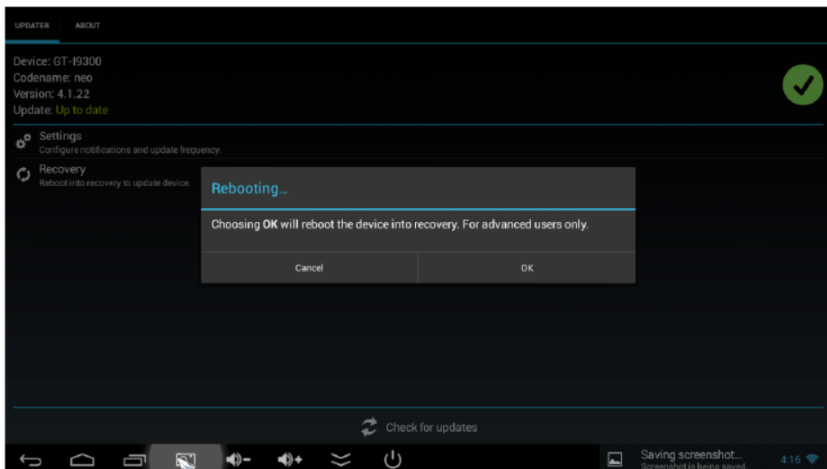 UPDATER ABOUT
Device: GT-I9300
Codename: neo
Version: 4.1.22
Update: Up to date
Settings
Configure notifications and update frequency.
Recovery
Reboot into recovery to update device.
Rebooting...
Choosing OK will reboot the device into recovery. For advanced users only.
Cancel OK
Check for updates
Saving screenshot...
Screenshot is being saved.
4:16